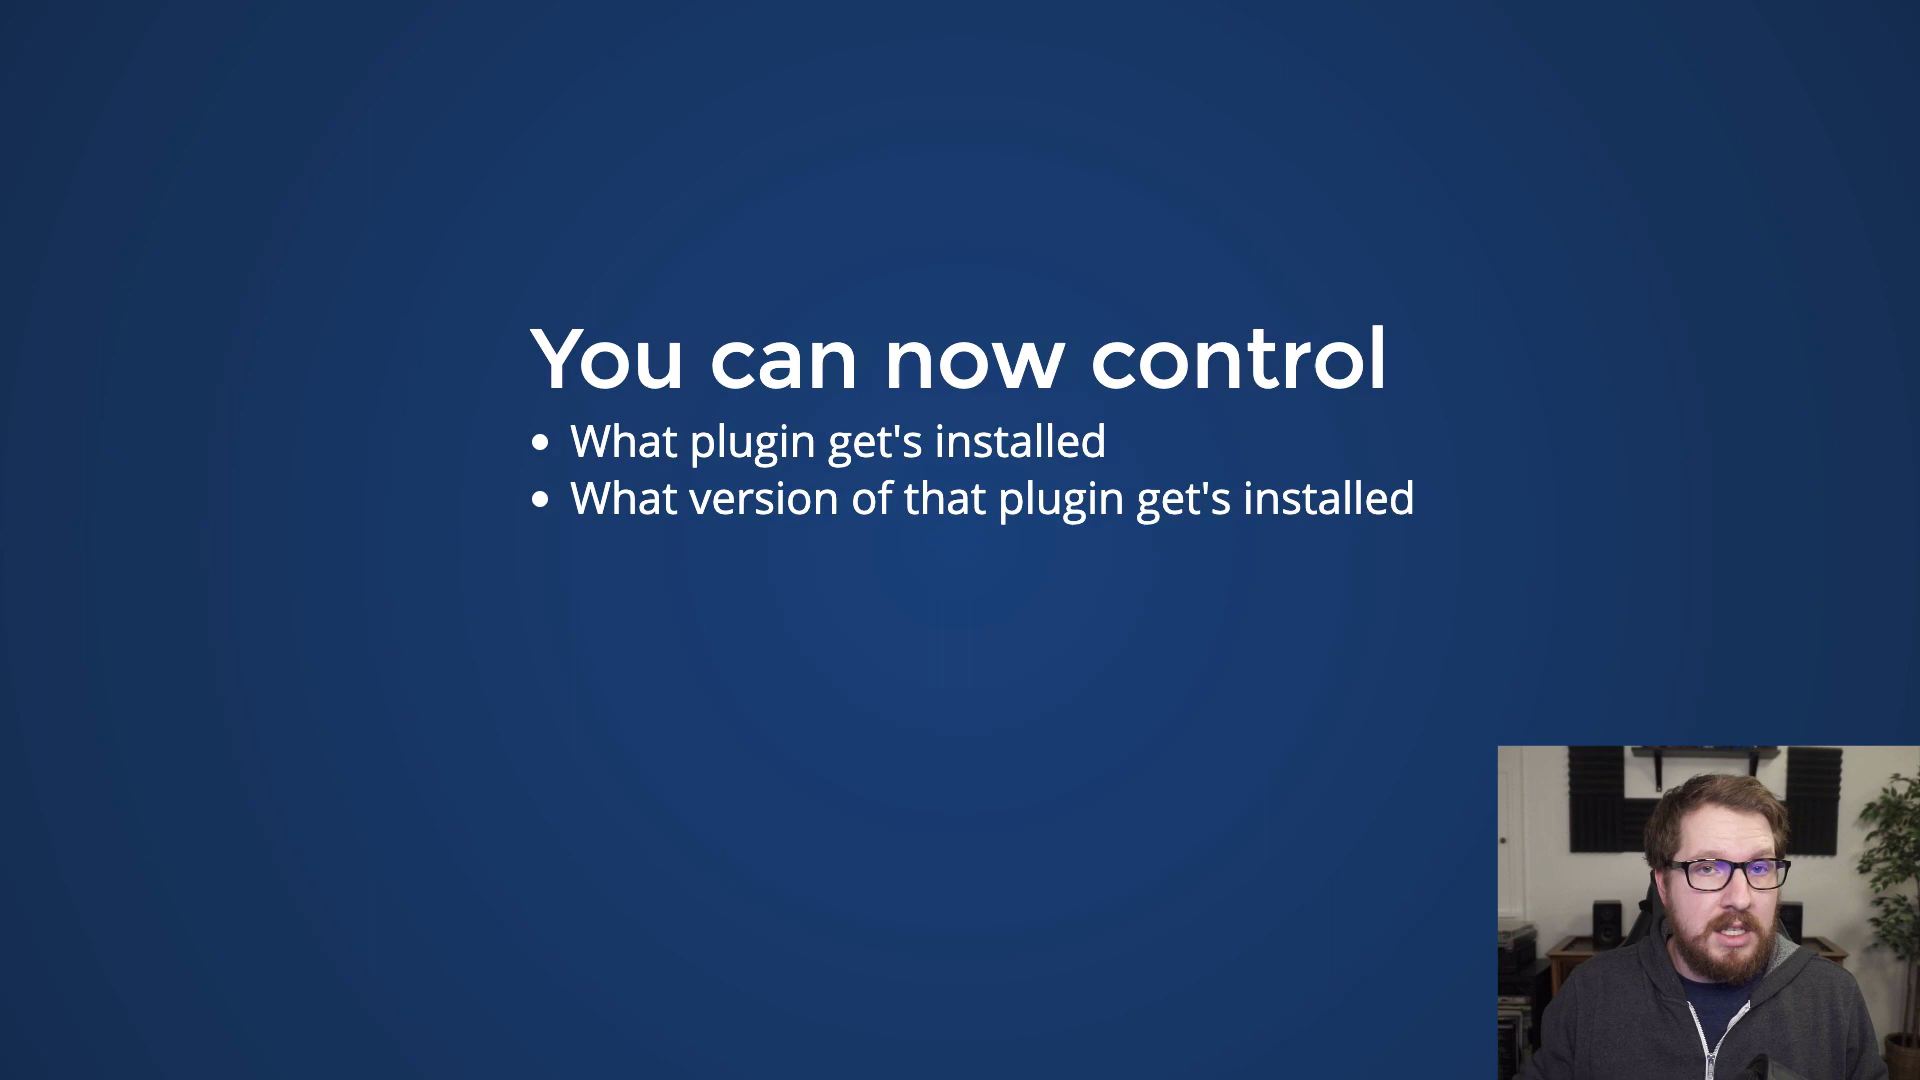 You can now control
• What plugin get's installed
• What version of that plugin get's installed